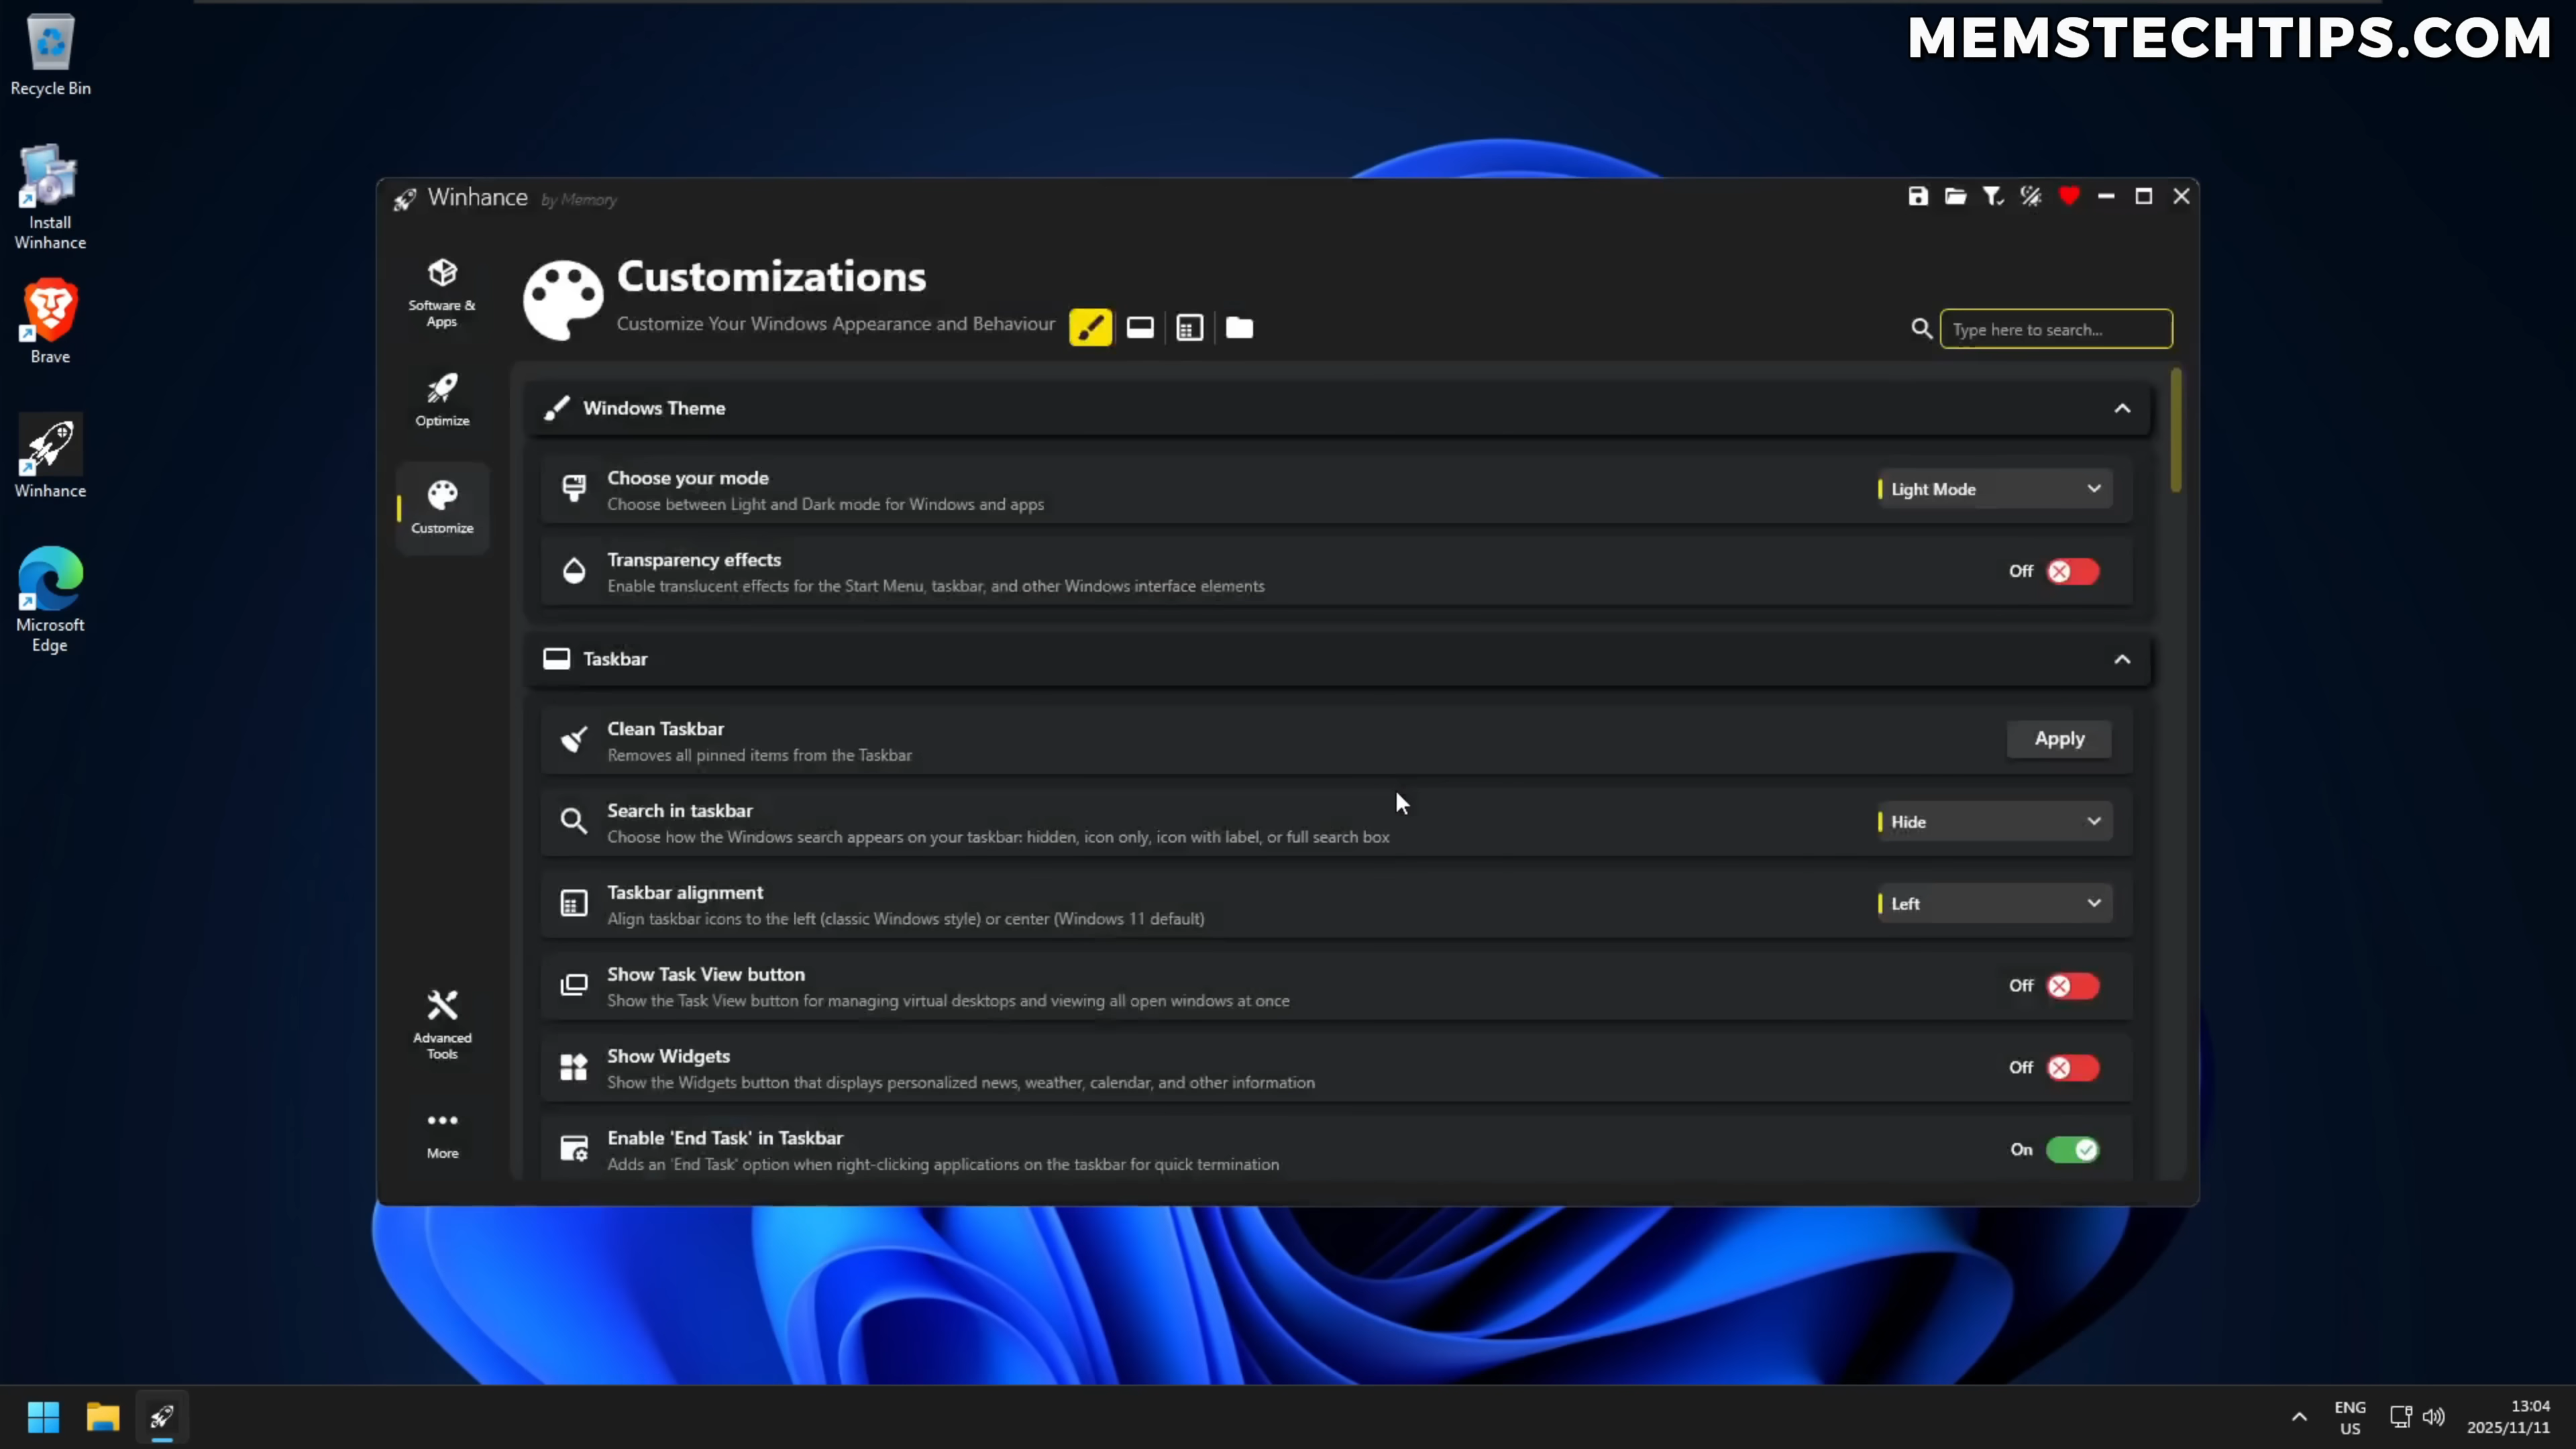 MEMSTECHTIPS.COM
Recycle Bin
Install
Winhance
Brave
Winhance
Microsoft
Edge
Winhance by Memory
Software &
Apps
Optimize
Customize
Advanced
Tools
More
Customizations
Customize Your Windows Appearance and Behaviour
Type here to search...
Windows Theme
Choose your mode
Choose between Light and Dark mode for Windows and apps
Light Mode
Transparency effects
Enable translucent effects for the Start Menu, taskbar, and other Windows interface elements
Off
Taskbar
Clean Taskbar
Removes all pinned items from the Taskbar
Apply
Search in taskbar
Choose how the Windows search appears on your taskbar: hidden, icon only, icon with label, or full search box
Hide
Taskbar alignment
Align taskbar icons to the left (classic Windows style) or center (Windows 11 default)
Left
Show Task View button
Show the Task View button for managing virtual desktops and viewing all open windows at once
Off
Show Widgets
Show the Widgets button that displays personalized news, weather, calendar, and other information
Off
Enable 'End Task' in Taskbar
Adds an 'End Task' option when right-clicking applications on the taskbar for quick termination
On
ENG
US
13:04
2025/11/11